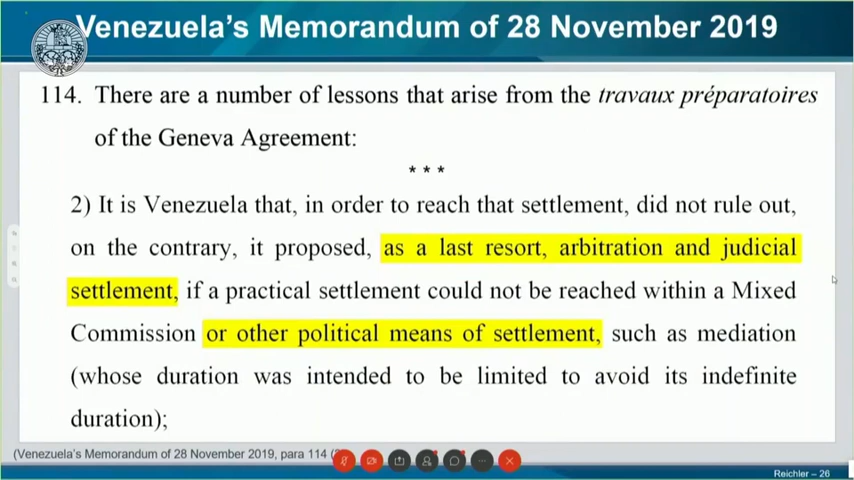 Venezuela's Memorandum of 28 November 2019
114. There are a number of lessons that arise from the travaux préparatoires
of the Geneva Agreement:
* * *
2) It is Venezuela that, in order to reach that settlement, did not rule out,
on the contrary, it proposed, as a last resort, arbitration and judicial
settlement, if a practical settlement could not be reached within a Mixed
Commission or other political means of settlement, such as mediation
(whose duration was intended to be limited to avoid its indefinite
duration);
(Venezuela's Memorandum of 28 November 2019, para 114
Reichler – 26